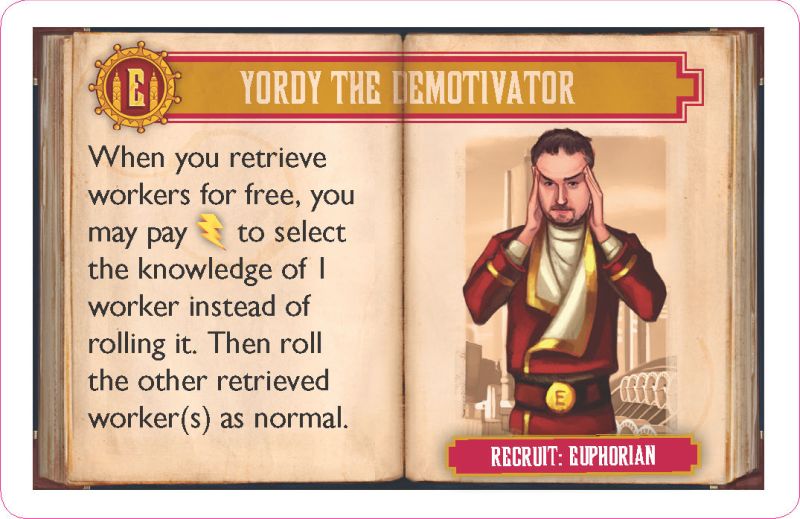 E
YORDY THE DEMOTIVATOR
When you retrieve
workers for free, you
may pay to select
the knowledge of 1
worker instead of
rolling it. Then roll
the other retrieved
worker(s) as normal.
E
RECRUIT: EUPHORIAN